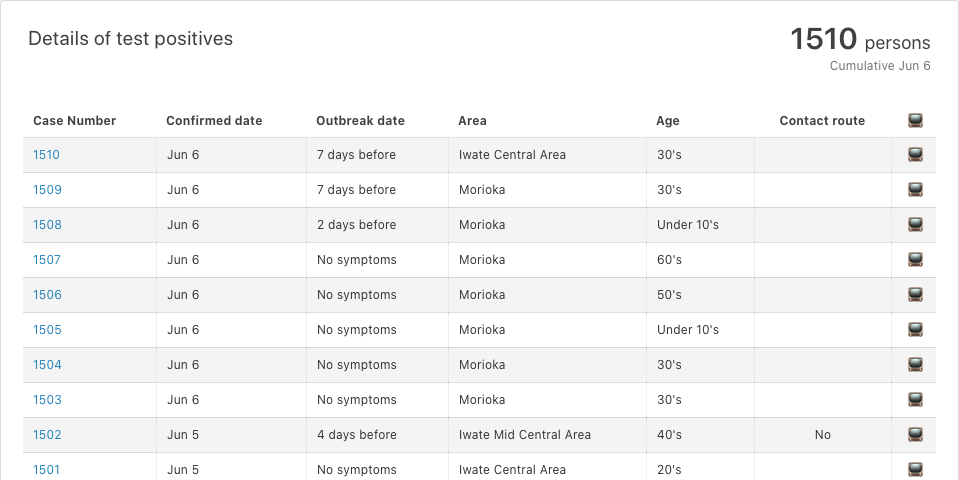 Details of test positives
1510 persons
Cumulative Jun 6
Case Number Confirmed date Outbreak date Area Age Contact route
1510 Jun 6 7 days before Iwate Central Area 30's
1509 Jun 6 7 days before Morioka 30's
1508 Jun 6 2 days before Morioka Under 10's
1507 Jun 6 No symptoms Morioka 60's
1506 Jun 6 No symptoms Morioka 50's
1505 Jun 6 No symptoms Morioka Under 10's
1504 Jun 6 No symptoms Morioka 30's
1503 Jun 6 No symptoms Morioka 30's
1502 Jun 5 4 days before Iwate Mid Central Area 40's No
1501 Jun 5 No symptoms Iwate Central Area 20's